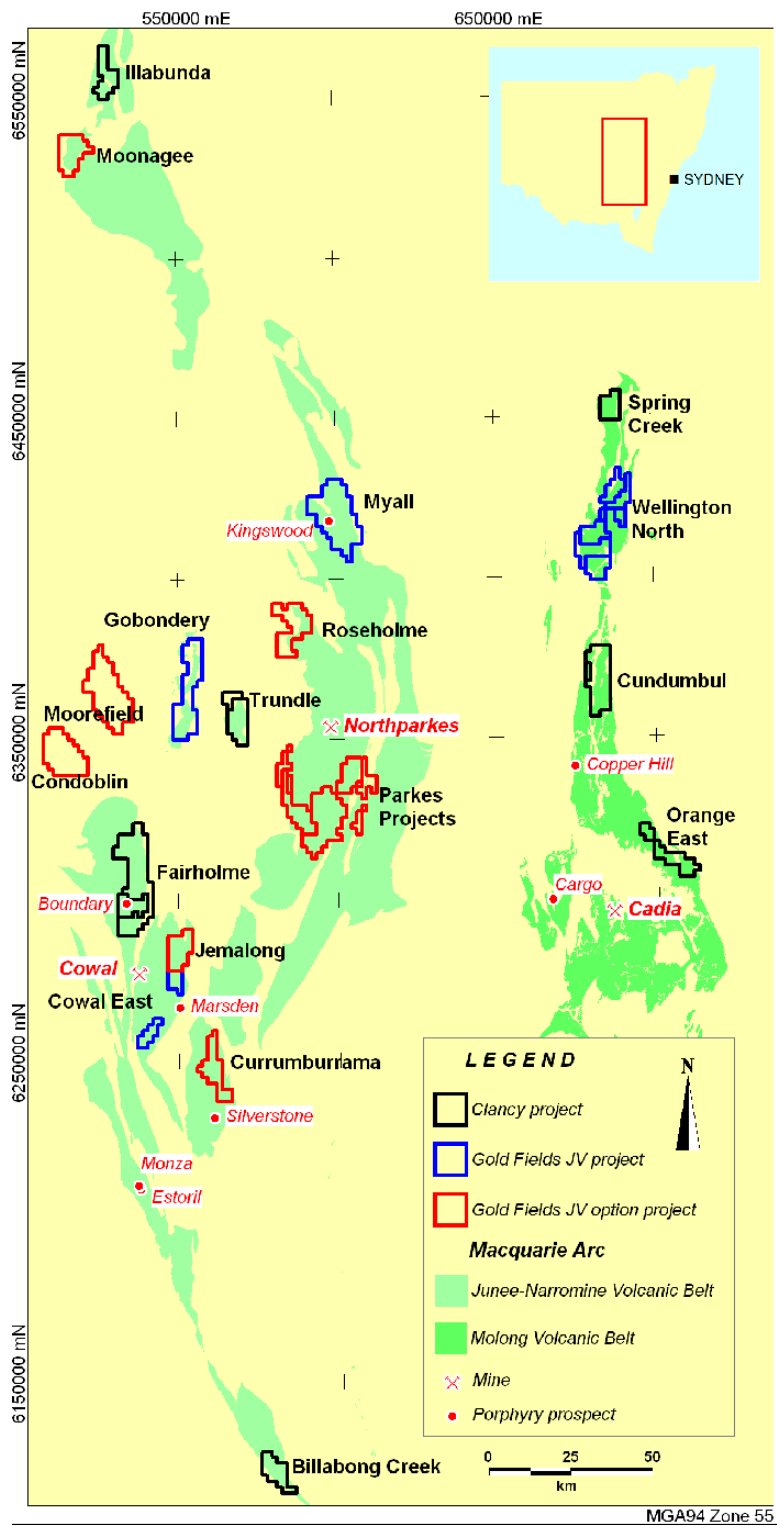 550000 mE
650000 mE
6550000 mN
Illabunda
Moonagee
SYDNEY
6450000 mN
Spring
Creek
Myall
Kingswood
Wellington
North
Gobondery
Roseholme
Trundle
Cundumbul
Moorefield
Northparkes
6350000 mN
Condoblin
Copper Hill
Parkes
Projects
Orange
East
Fairholme
Boundary
Cargo
Cadia
Jemalong
Cowal
Cowal East
Marsden
6250000 mN
Currumburrama
Silverstone
Monza
Estoril
LEGEND
N
Clancy project
Gold Fields JV project
Gold Fields JV option project
Macquarie Arc
Junee-Narromine Volcanic Belt
Molong Volcanic Belt
Mine
Porphyry prospect
6150000 mN
Billabong Creek
0 25 50
km
MGA94 Zone 55